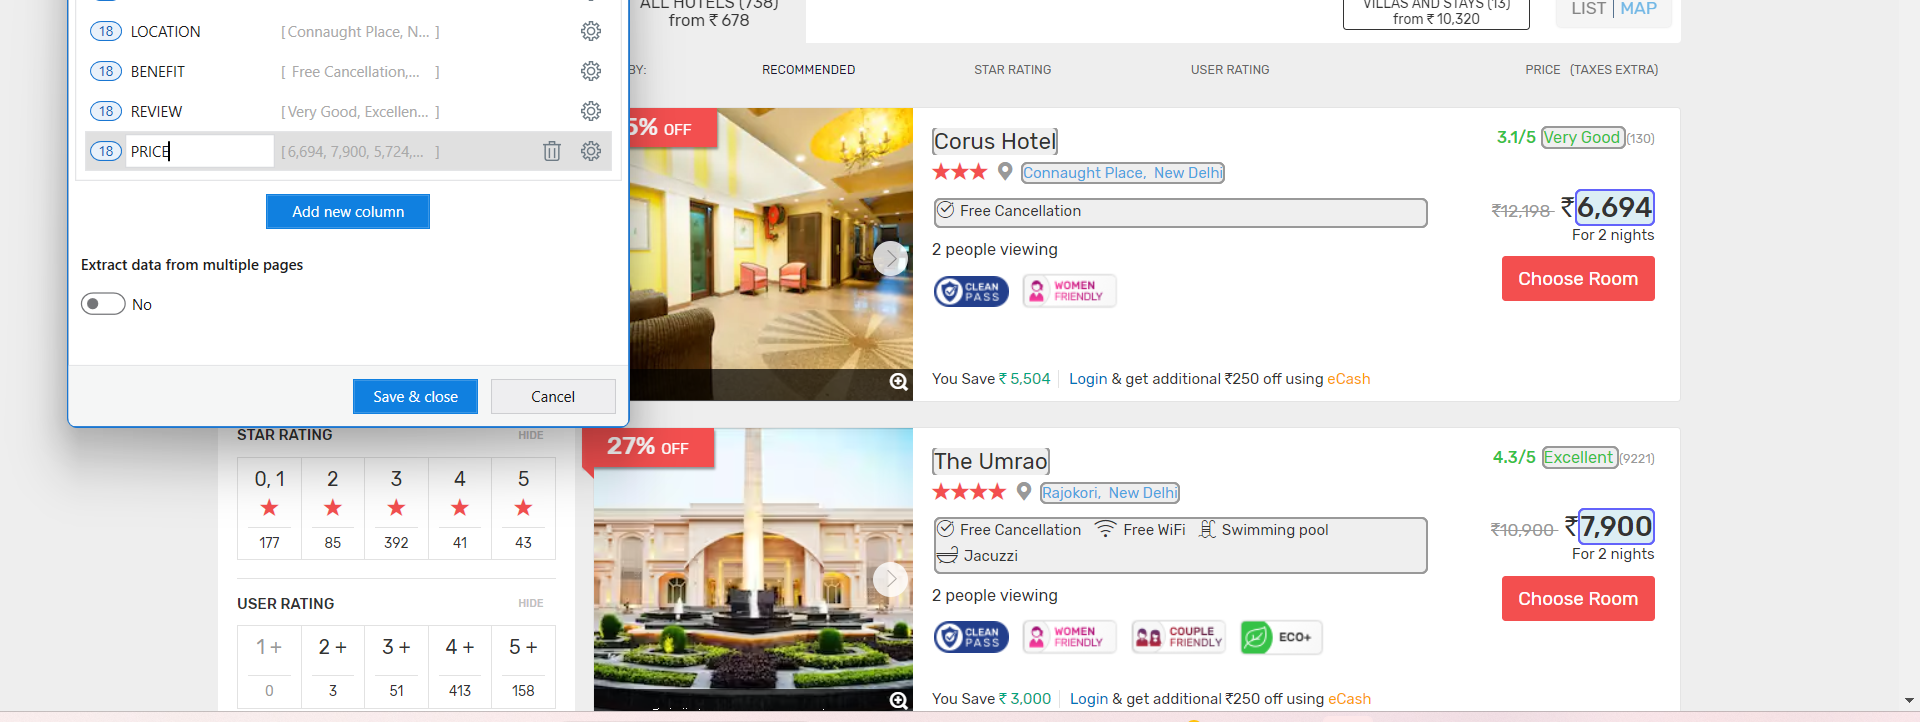 18 LOCATION [Connaught Place, N... ]
18 BENEFIT [ Free Cancellation,... ]
18 REVIEW [Very Good, Excellen... ]
18 PRICE [6,694, 7,900, 5,724,... ]
Add new column
Extract data from multiple pages
No
Save & close Cancel
STAR RATING HIDE
0, 1 2 3 4 5
177 85 392 41 43
USER RATING HIDE
1 + 2 + 3 + 4 + 5 +
0 3 51 413 158
ALL HOTELS (738)
from ₹ 678
VILLAS AND STAYS (13)
from ₹ 10,320
LIST | MAP
BY: RECOMMENDED STAR RATING USER RATING PRICE (TAXES EXTRA)
5% OFF
Corus Hotel
3.1/5 Very Good (130)
Connaught Place, New Delhi
Free Cancellation
₹12,198 ₹6,694
For 2 nights
2 people viewing
Choose Room
CLEAN PASS WOMEN FRIENDLY
You Save ₹ 5,504 Login & get additional ₹250 off using eCash
27% OFF
The Umrao
4.3/5 Excellent (9221)
Rajokori, New Delhi
Free Cancellation Free WiFi Swimming pool
Jacuzzi
₹10,900 ₹7,900
For 2 nights
2 people viewing
Choose Room
CLEAN PASS WOMEN FRIENDLY COUPLE FRIENDLY ECO+
You Save ₹ 3,000 Login & get additional ₹250 off using eCash